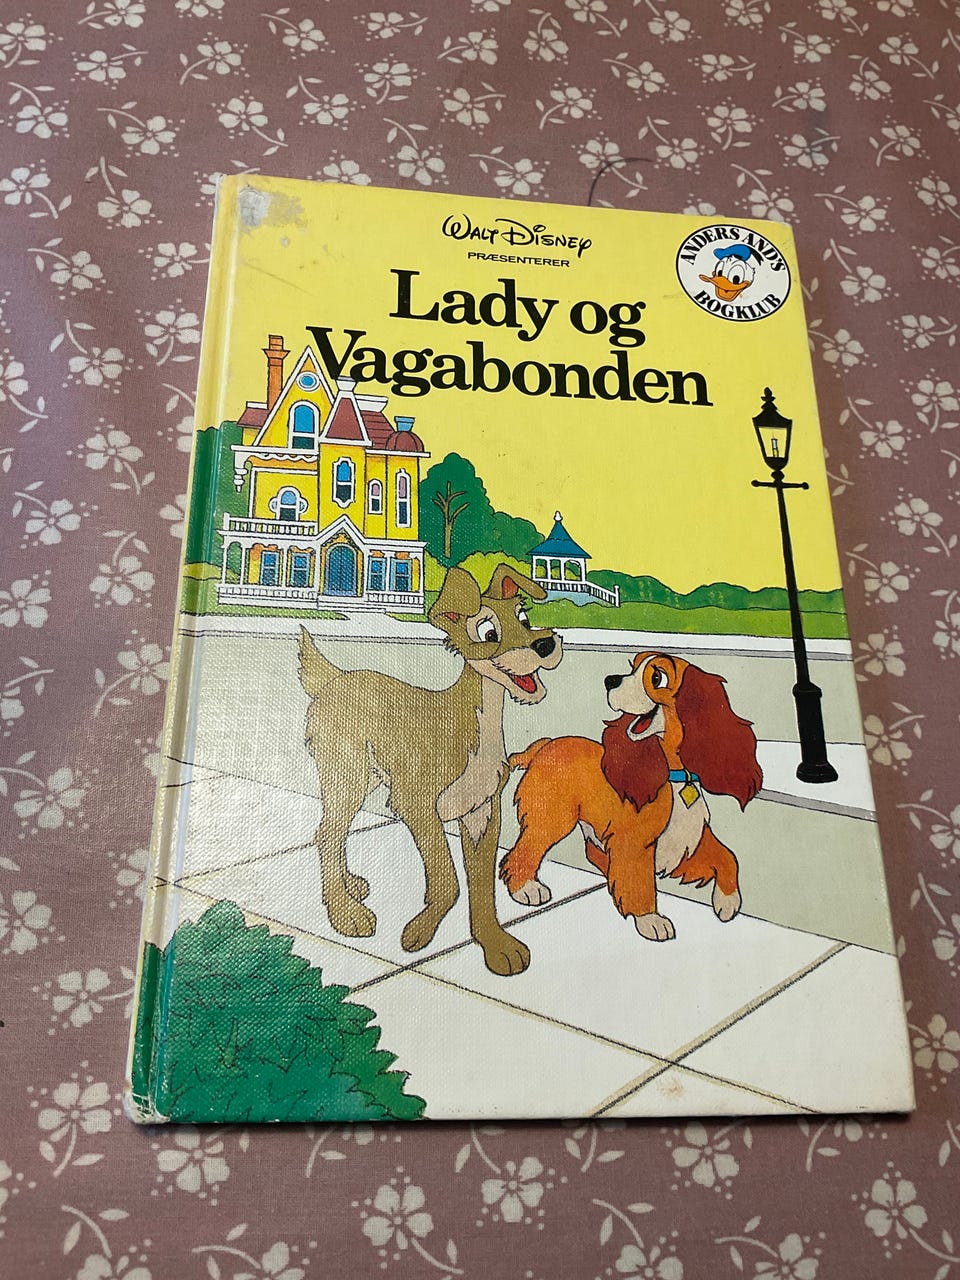 Walt Disney
PRÆSENTERER
ANDERS AND'S
BOGKLUB
Lady og
Vagabonden